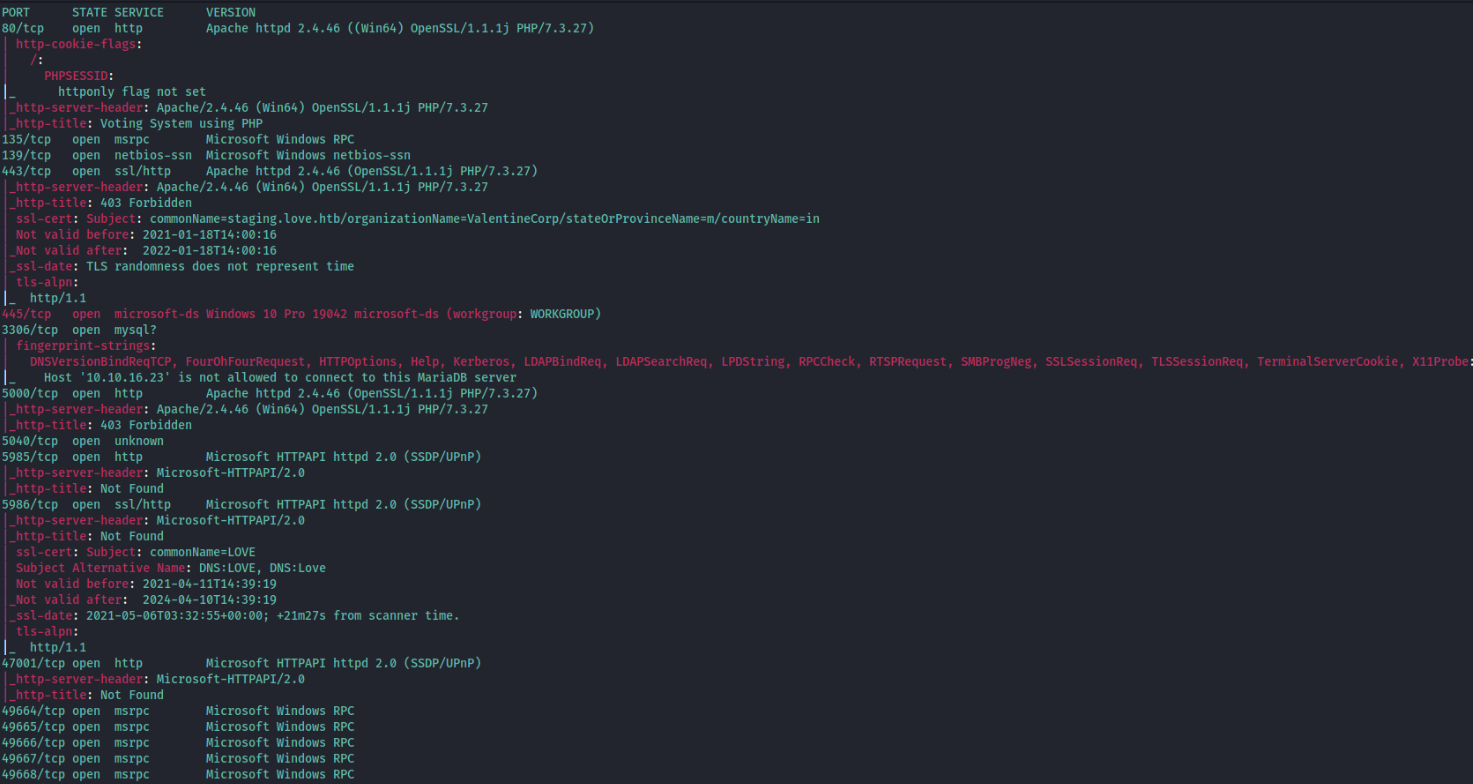 PORT      STATE SERVICE      VERSION
80/tcp    open  http         Apache httpd 2.4.46 ((Win64) OpenSSL/1.1.1j PHP/7.3.27)
| http-cookie-flags:
|   /:
|     PHPSESSID:
|_      httponly flag not set
|_http-server-header: Apache/2.4.46 (Win64) OpenSSL/1.1.1j PHP/7.3.27
|_http-title: Voting System using PHP
135/tcp   open  msrpc        Microsoft Windows RPC
139/tcp   open  netbios-ssn  Microsoft Windows netbios-ssn
443/tcp   open  ssl/http     Apache httpd 2.4.46 (OpenSSL/1.1.1j PHP/7.3.27)
|_http-server-header: Apache/2.4.46 (Win64) OpenSSL/1.1.1j PHP/7.3.27
|_http-title: 403 Forbidden
| ssl-cert: Subject: commonName=staging.love.htb/organizationName=ValentineCorp/stateOrProvinceName=m/countryName=in
| Not valid before: 2021-01-18T14:00:16
|_Not valid after:  2022-01-18T14:00:16
|_ssl-date: TLS randomness does not represent time
| tls-alpn:
|_  http/1.1
445/tcp   open  microsoft-ds Windows 10 Pro 19042 microsoft-ds (workgroup: WORKGROUP)
3306/tcp  open  mysql?
| fingerprint-strings:
|   DNSVersionBindReqTCP, FourOhFourRequest, HTTPOptions, Help, Kerberos, LDAPBindReq, LDAPSearchReq, LPDString, RPCCheck, RTSPRequest, SMBProgNeg, SSLSessionReq, TLSSessionReq, TerminalServerCookie, X11Probe:
|_    Host '10.10.16.23' is not allowed to connect to this MariaDB server
5000/tcp  open  http         Apache httpd 2.4.46 (OpenSSL/1.1.1j PHP/7.3.27)
|_http-server-header: Apache/2.4.46 (Win64) OpenSSL/1.1.1j PHP/7.3.27
|_http-title: 403 Forbidden
5040/tcp  open  unknown
5985/tcp  open  http         Microsoft HTTPAPI httpd 2.0 (SSDP/UPnP)
|_http-server-header: Microsoft-HTTPAPI/2.0
|_http-title: Not Found
5986/tcp  open  ssl/http     Microsoft HTTPAPI httpd 2.0 (SSDP/UPnP)
|_http-server-header: Microsoft-HTTPAPI/2.0
|_http-title: Not Found
| ssl-cert: Subject: commonName=LOVE
| Subject Alternative Name: DNS:LOVE, DNS:Love
| Not valid before: 2021-04-11T14:39:19
|_Not valid after:  2024-04-10T14:39:19
|_ssl-date: 2021-05-06T03:32:55+00:00; +21m27s from scanner time.
| tls-alpn:
|_  http/1.1
47001/tcp open  http         Microsoft HTTPAPI httpd 2.0 (SSDP/UPnP)
|_http-server-header: Microsoft-HTTPAPI/2.0
|_http-title: Not Found
49664/tcp open  msrpc        Microsoft Windows RPC
49665/tcp open  msrpc        Microsoft Windows RPC
49666/tcp open  msrpc        Microsoft Windows RPC
49667/tcp open  msrpc        Microsoft Windows RPC
49668/tcp open  msrpc        Microsoft Windows RPC